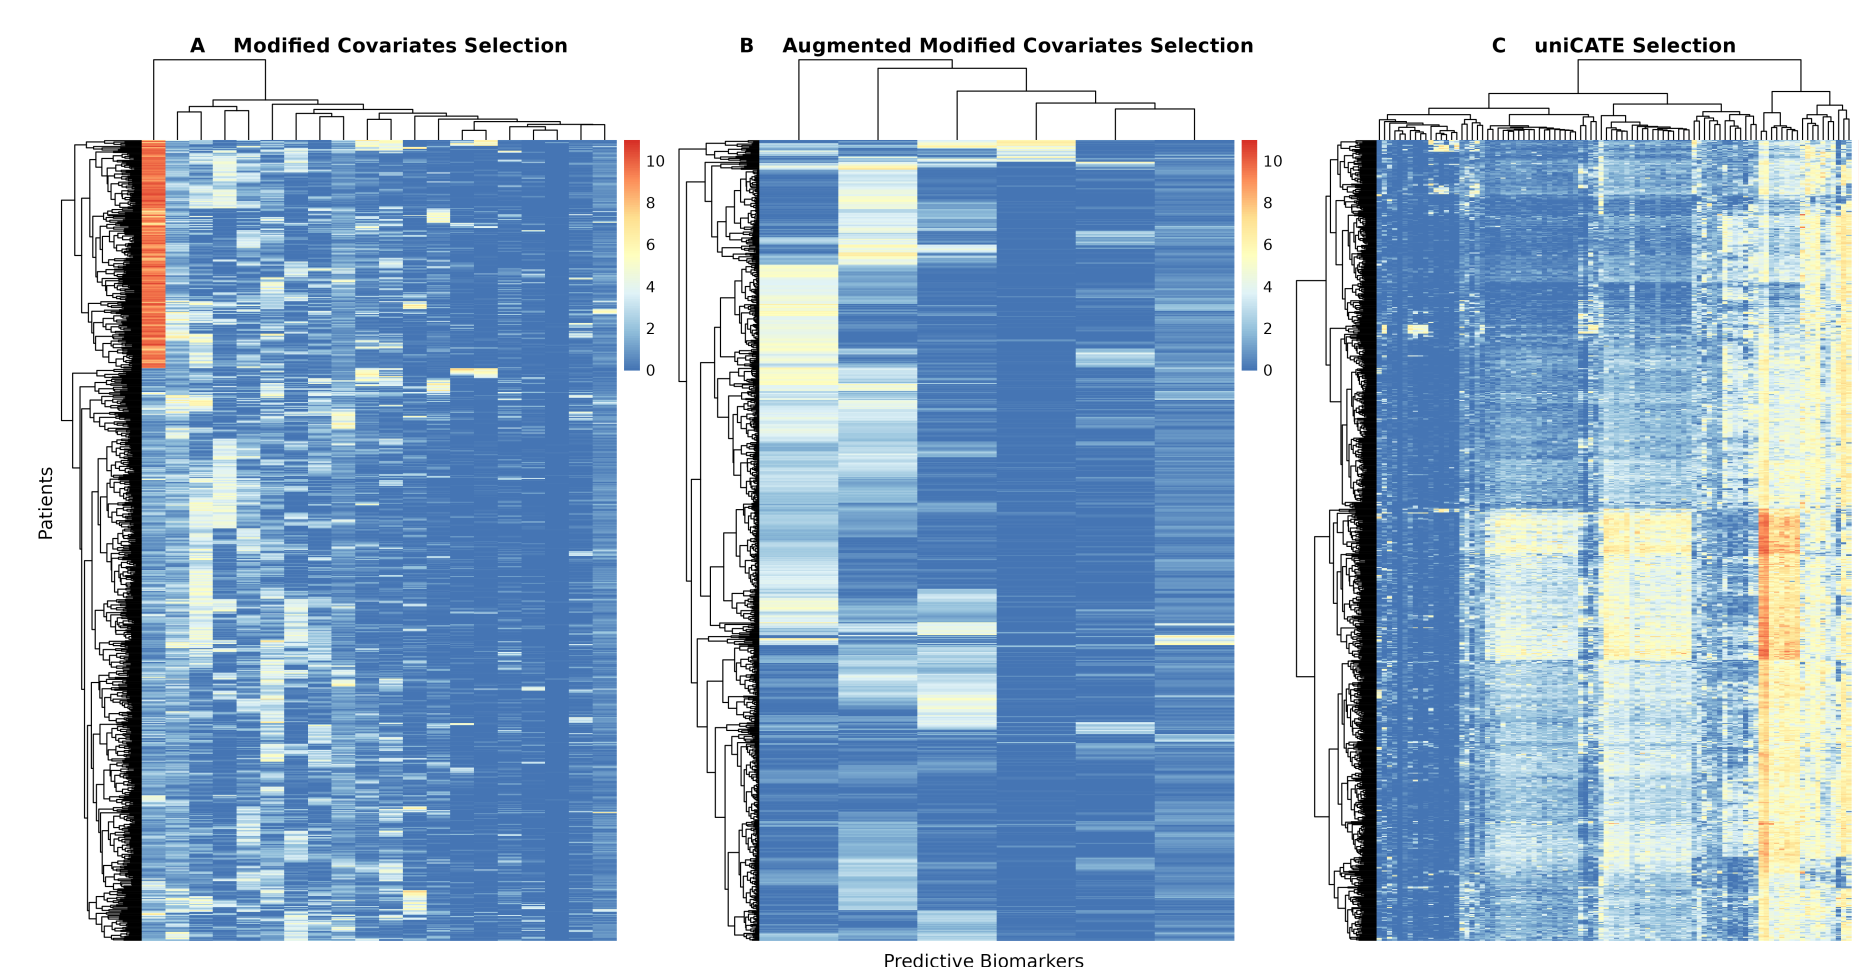 A Modified Covariates Selection
B Augmented Modified Covariates Selection
C uniCATE Selection
10
8
6
4
2
0
10
8
6
4
2
0
Patients
Predictive Biomarkers